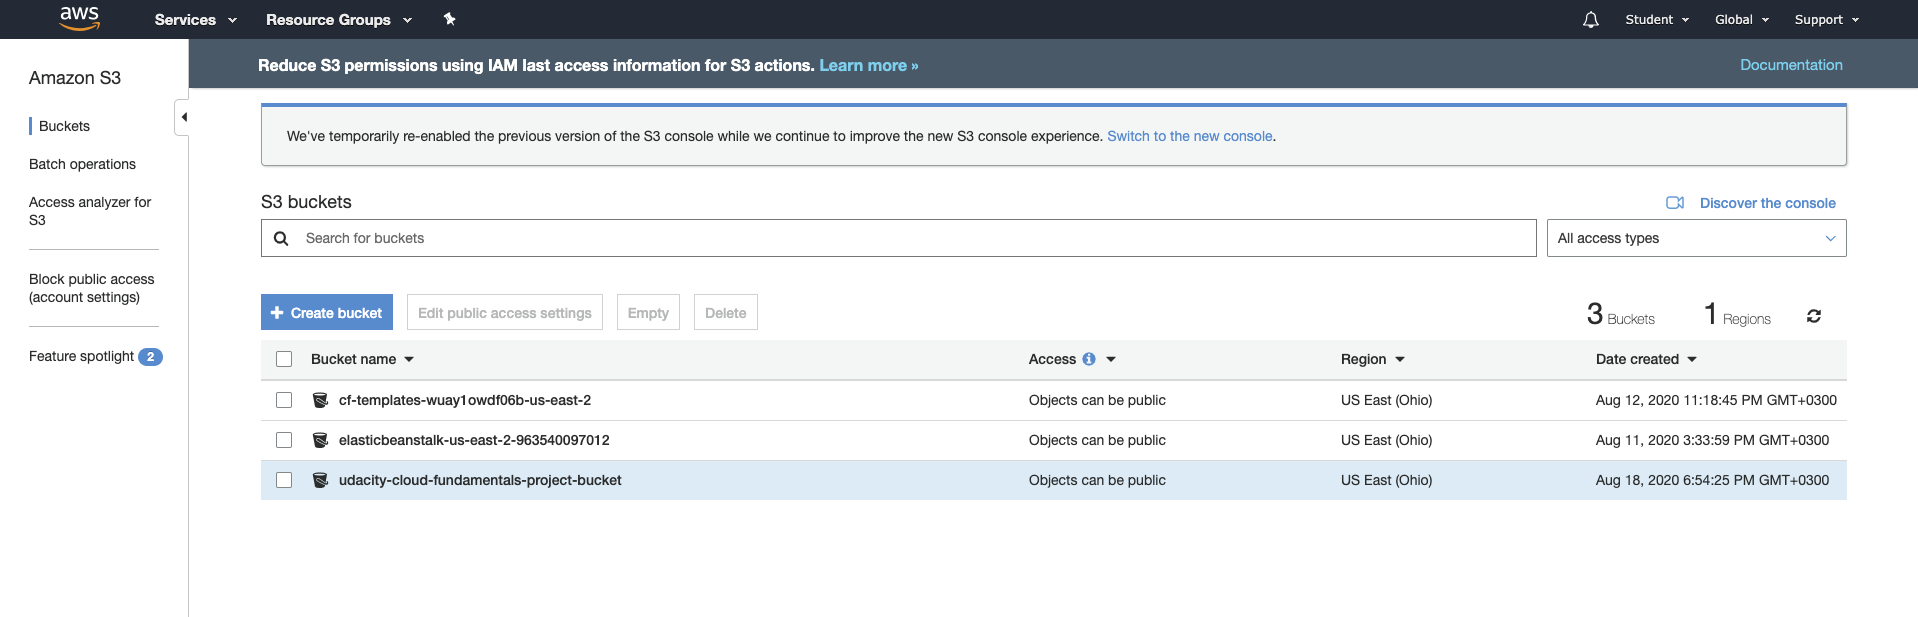 aws Services Resource Groups Student Global Support
Reduce S3 permissions using IAM last access information for S3 actions. Learn more » Documentation
Amazon S3
Buckets
Batch operations
Access analyzer for
S3
Block public access
(account settings)
Feature spotlight 2
We've temporarily re-enabled the previous version of the S3 console while we continue to improve the new S3 console experience. Switch to the new console.
S3 buckets Discover the console
Search for buckets All access types
+ Create bucket Edit public access settings Empty Delete 3 Buckets 1 Regions
Bucket name Access i Region Date created
cf-templates-wuay1owdf06b-us-east-2 Objects can be public US East (Ohio) Aug 12, 2020 11:18:45 PM GMT+0300
elasticbeanstalk-us-east-2-963540097012 Objects can be public US East (Ohio) Aug 11, 2020 3:33:59 PM GMT+0300
udacity-cloud-fundamentals-project-bucket Objects can be public US East (Ohio) Aug 18, 2020 6:54:25 PM GMT+0300